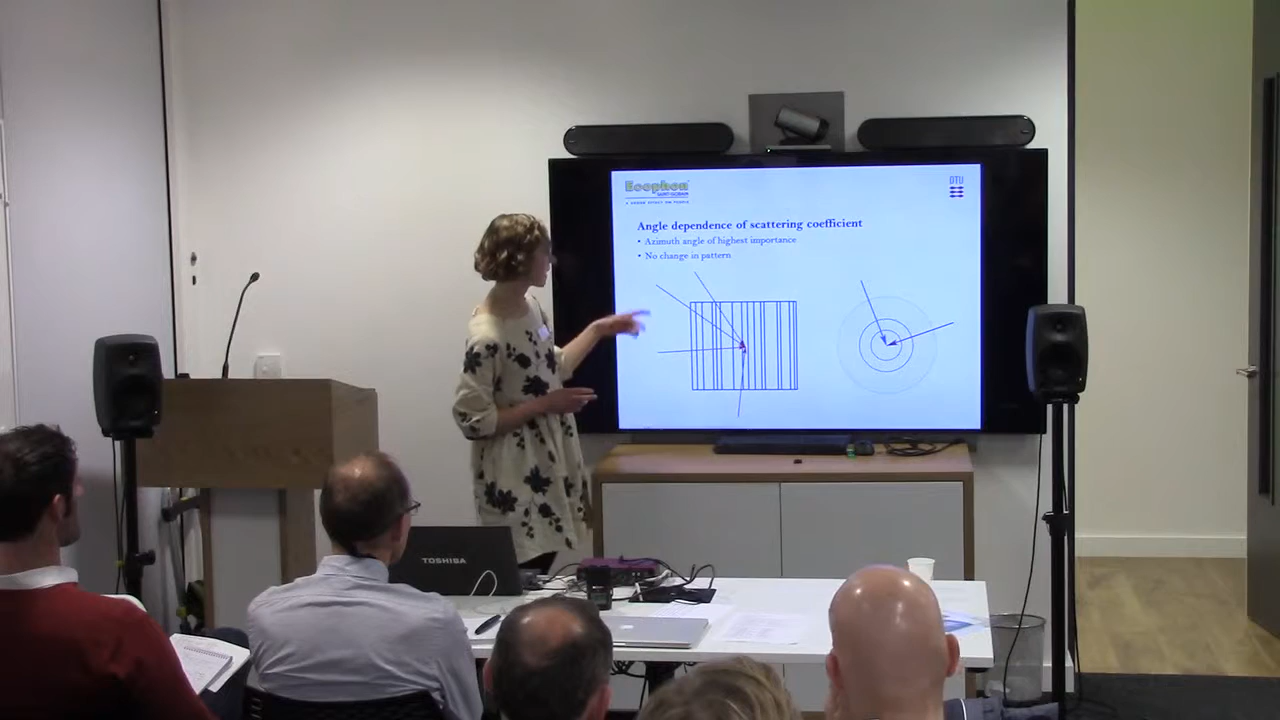 Ecophon
SAINT-GOBAIN
A SOUND EFFECT ON PEOPLE
DTU
Angle dependence of scattering coefficient
• Azimuth angle of highest importance
• No change in pattern
TOSHIBA